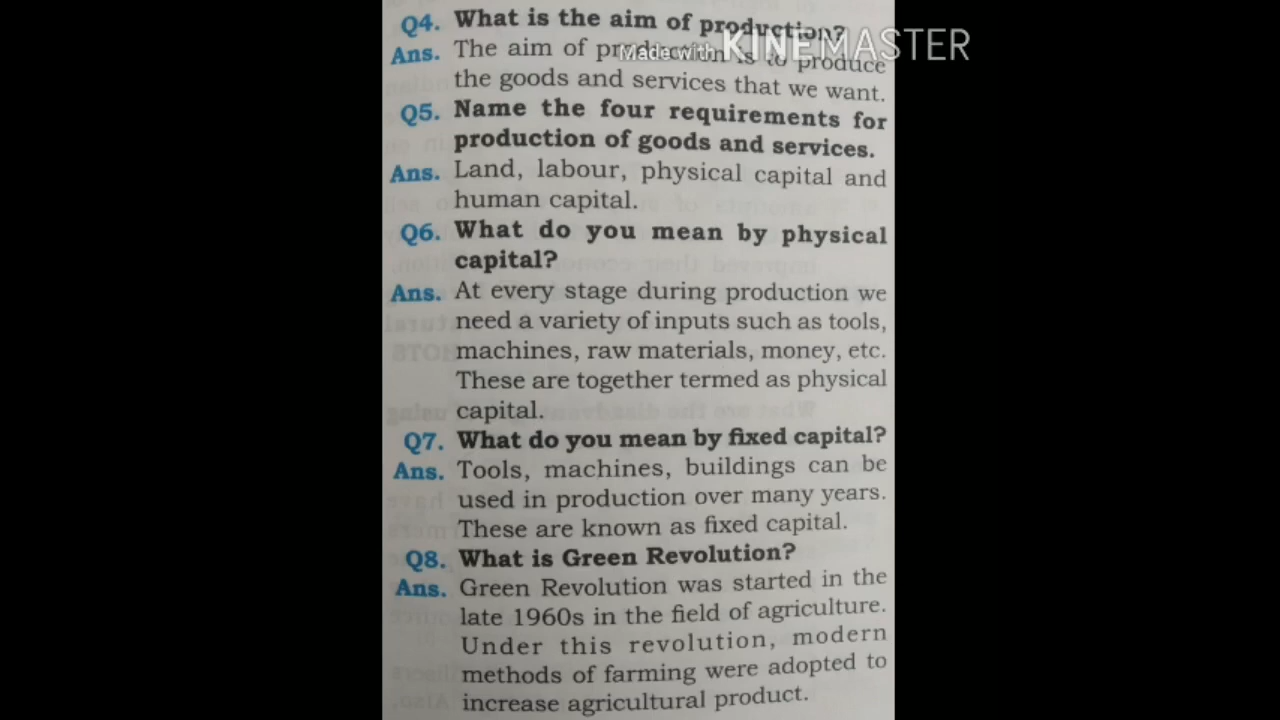 Q4. What is the aim of production?
Ans. The aim of production is to produce
the goods and services that we want.
Q5. Name the four requirements for
production of goods and services.
Ans. Land, labour, physical capital and
human capital.
Q6. What do you mean by physical
capital?
Ans. At every stage during production we
need a variety of inputs such as tools,
machines, raw materials, money, etc.
These are together termed as physical
capital.
Q7. What do you mean by fixed capital?
Ans. Tools, machines, buildings can be
used in production over many years.
These are known as fixed capital.
Q8. What is Green Revolution?
Ans. Green Revolution was started in the
late 1960s in the field of agriculture.
Under this revolution, modern
methods of farming were adopted to
increase agricultural product.
Made with KINEMASTER